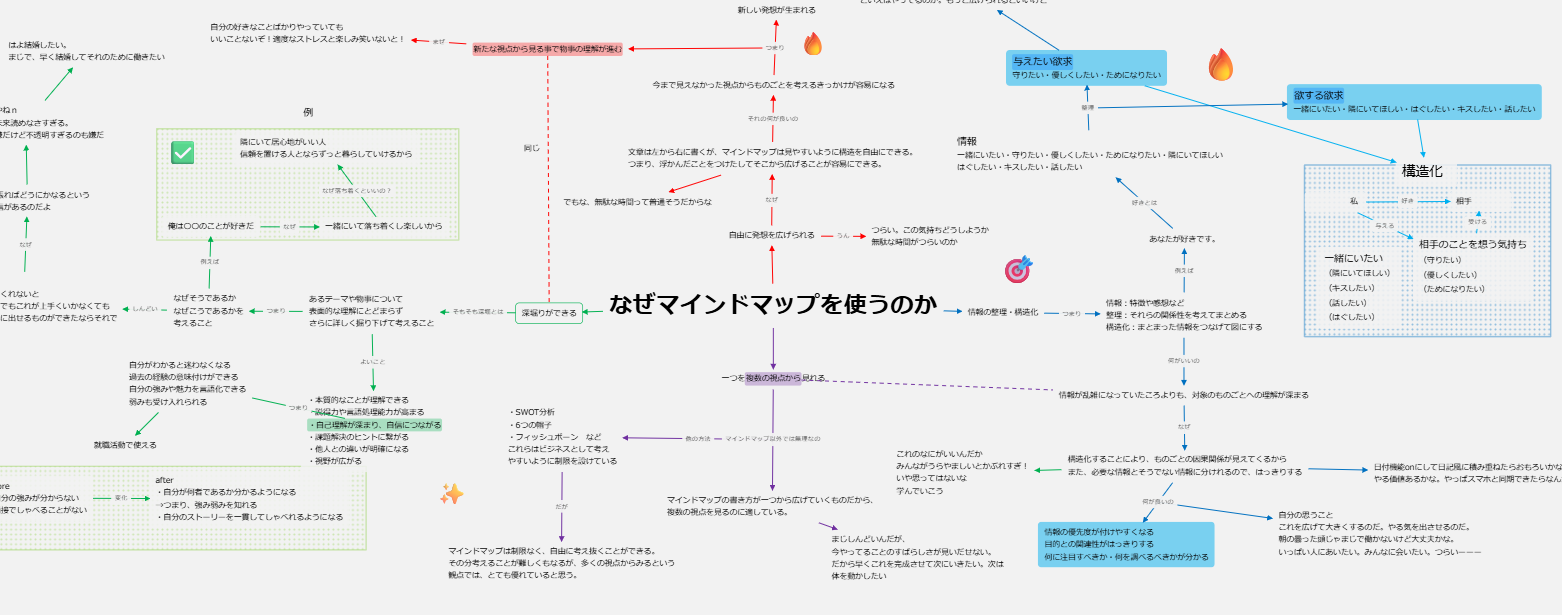 自分の好きなことばかりやっていても
いいことないぞ！適度なストレスと楽しみ笑いないと！
まぜ
新たな視点から見る事で物事の理解が進む
新しい発想が生まれる
つまり
今まで見えなかった視点からものごとを考えるきっかけが容易になる
それの何が良いの
文章は左から右に書くが、マインドマップは見やすいように構造を自由にできる。
つまり、浮かんだことをつけたしてそこから広げることが容易にできる。
でもな、無駄な時間って普通そうだからな
なぜ
自由に発想を広げられる
うん
つらい。この気持ちどうしようか
無駄な時間がつらいのか
同じ
はよ結婚したい。
まじで、早く結婚してそれのために働きたい
やねｎ
未来読めなさすぎる。
嫌だけど不透明すぎるのも嫌だ
張ればどうにかなるという
信があるのだよ
なぜ
くれないと
でもこれが上手くいかなくても
に出せるものができたならそれで
しんどい
例
隣にいて居心地がいい人
信頼を置ける人とならずっと暮らしていけるから
なぜ落ち着くといいの？
俺は〇〇のことが好きだ
なぜ
一緒にいて落ち着くし楽しいから
例えば
なぜそうであるか
なぜこうであるかを
考えること
つまり
あるテーマや物事について
表面的な理解にとどまらず
さらに詳しく掘り下げて考えること
そもそも深堀とは
深堀りができる
なぜマインドマップを使うのか
よいこと
・本質的なことが理解できる
・説得力や言語処理能力が高まる
・自己理解が深まり、自信につながる
・課題解決のヒントに繋がる
・他人との違いが明確になる
・視野が広がる
つまり
自分がわかると迷わなくなる
過去の経験の意味付けができる
自分の強みや魅力を言語化できる
弱みも受け入れられる
就職活動で使える
ore
分の強みが分からない
接でしゃべることがない
変化
after
・自分が何者であるか分かるようになる
→つまり、強み弱みを知れる
・自分のストーリーを一貫してしゃべれるようになる
一つを複数の視点から見れる
他の方法
マインドマップ以外では無理なの
・SWOT分析
・6つの帽子
・フィッシュボーン　など
これらはビジネスとして考え
やすいように制限を設けている
だが
マインドマップは制限なく、自由に考え抜くことができる。
その分考えることが難しくもなるが、多くの視点からみるという
観点では、とても優れていると思う。
マインドマップの書き方が一つから広げていくものだから、
複数の視点を見るのに適している。
まじしんどいんだが、
今やってることのすばらしさが見いだせない。
だから早くこれを完成させて次にいきたい。次は
体を動かしたい
情報の整理・構造化
つまり
情報：特徴や感想など
整理：それらの関係性を考えてまとめる
構造化：まとまった情報をつなげて図にする
例えば
あなたが好きです。
好きとは
情報
一緒にいたい・守りたい・優しくしたい・ためになりたい・隣にいてほしい
はぐしたい・キスしたい・話したい
整理
与えたい欲求
守りたい・優しくしたい・ためになりたい
欲する欲求
一緒にいたい・隣にいてほしい・はぐしたい・キスしたい・話したい
構造化
私
好き
相手
与える
受ける
相手のことを想う気持ち
（守りたい）
（優しくしたい）
（ためになりたい）
一緒にいたい
（隣にいてほしい）
（キスしたい）
（話したい）
（はぐしたい）
何がいいの
情報が乱雑になっていたころよりも、対象のものごとへの理解が深まる
なぜ
構造化することにより、ものごとの因果関係が見えてくるから
また、必要な情報とそうでない情報に分けれるので、はっきりする
これのなにがいいんだか
みんながうらやましいとかぶれすぎ！
いや思ってはないな
学んでいこう
日付機能onにして日記風に積み重ねたらおもろいかな
やる価値あるかな。やっぱスマホと同期できたらなん
何が良いの
情報の優先度が付けやすくなる
目的との関連性がはっきりする
何に注目すべきか・何を調べるべきかが分かる
自分の思うこと
これを広げて大きくするのだ。やる気を出させるのだ。
朝の曇った頭じゃまじで働かないけど大丈夫かな。
いっぱい人にあいたい。みんなに会いたい。つらいーーー